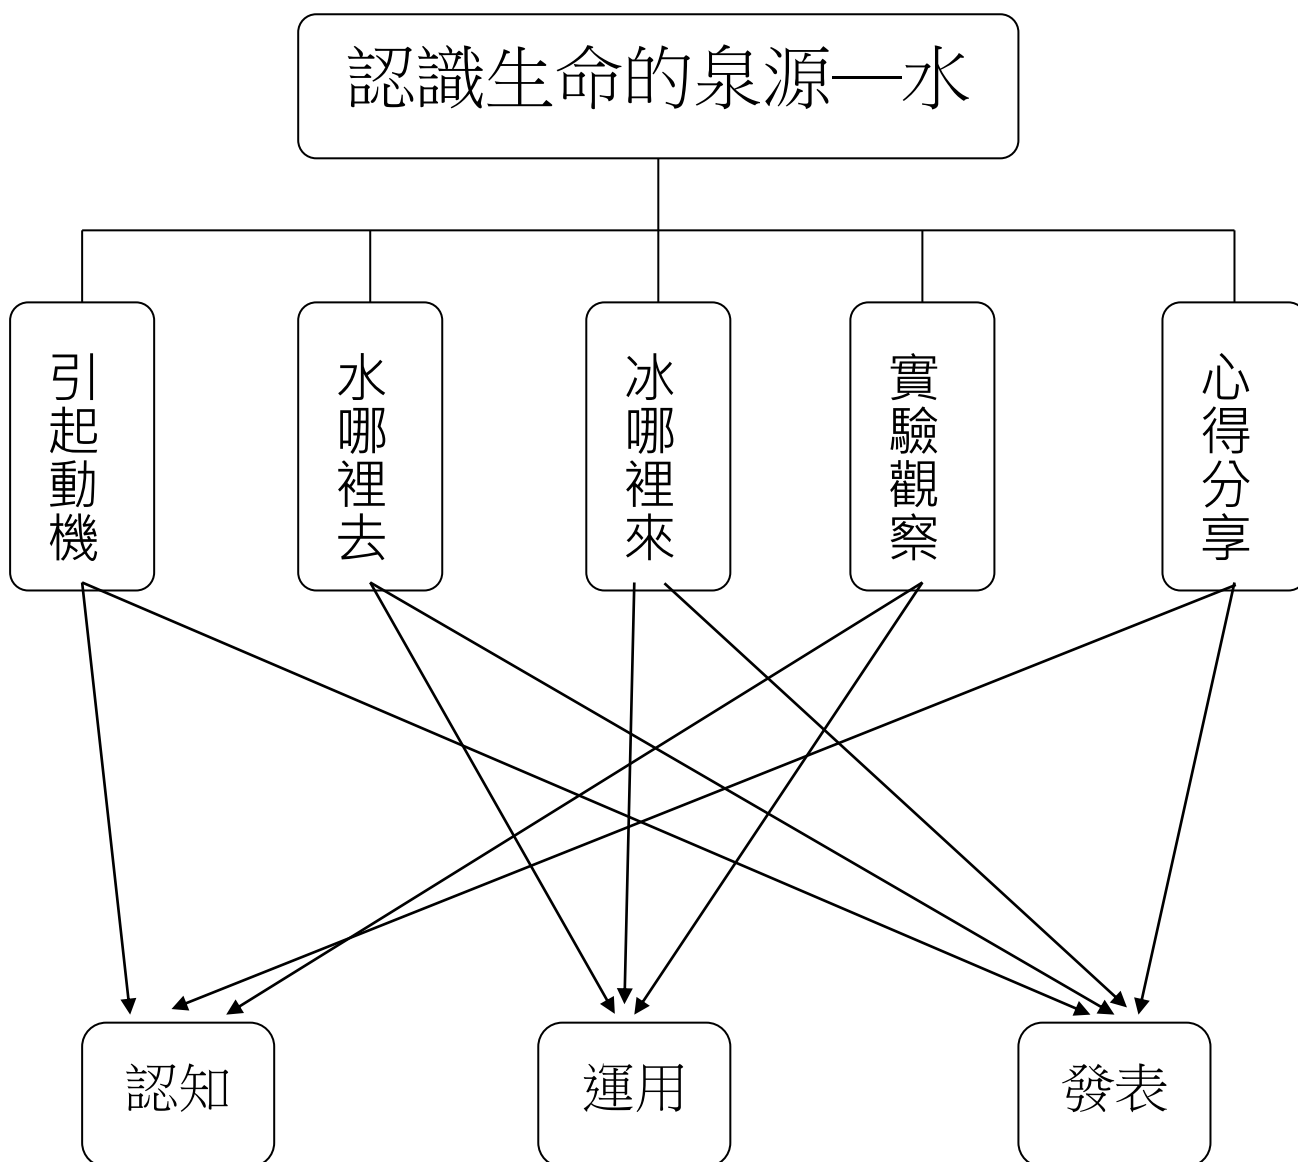 認識生命的泉源—水
引起動機
水哪裡去
冰哪裡來
實驗觀察
心得分享
認知
運用
發表